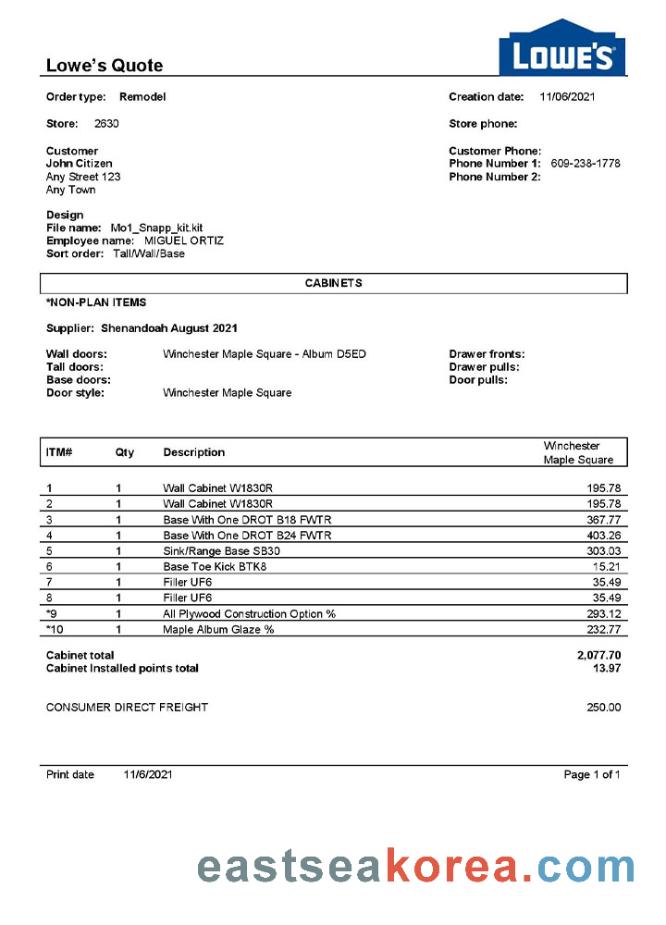 LOWE'S
Lowe's Quote
Order type: Remodel Creation date: 11/06/2021
Store: 2630 Store phone:
Customer Customer Phone:
John Citizen Phone Number 1: 609-238-1778
Any Street 123 Phone Number 2:
Any Town
Design
File name: Mo1_Snapp_kit.kit
Employee name: MIGUEL ORTIZ
Sort order: Tall/Wall/Base
CABINETS
*NON-PLAN ITEMS
Supplier: Shenandoah August 2021
Wall doors: Winchester Maple Square - Album D5ED Drawer fronts:
Tall doors: Drawer pulls:
Base doors: Door pulls:
Door style: Winchester Maple Square
ITM# Qty Description Winchester
Maple Square
1 1 Wall Cabinet W1830R 195.78
2 1 Wall Cabinet W1830R 195.78
3 1 Base With One DROT B18 FWTR 367.77
4 1 Base With One DROT B24 FWTR 403.26
5 1 Sink/Range Base SB30 303.03
6 1 Base Toe Kick BTK8 15.21
7 1 Filler UF6 35.49
8 1 Filler UF6 35.49
*9 1 All Plywood Construction Option % 293.12
*10 1 Maple Album Glaze % 232.77
Cabinet total 2,077.70
Cabinet Installed points total 13.97
CONSUMER DIRECT FREIGHT 250.00
Print date 11/6/2021 Page 1 of 1
eastseakorea.com